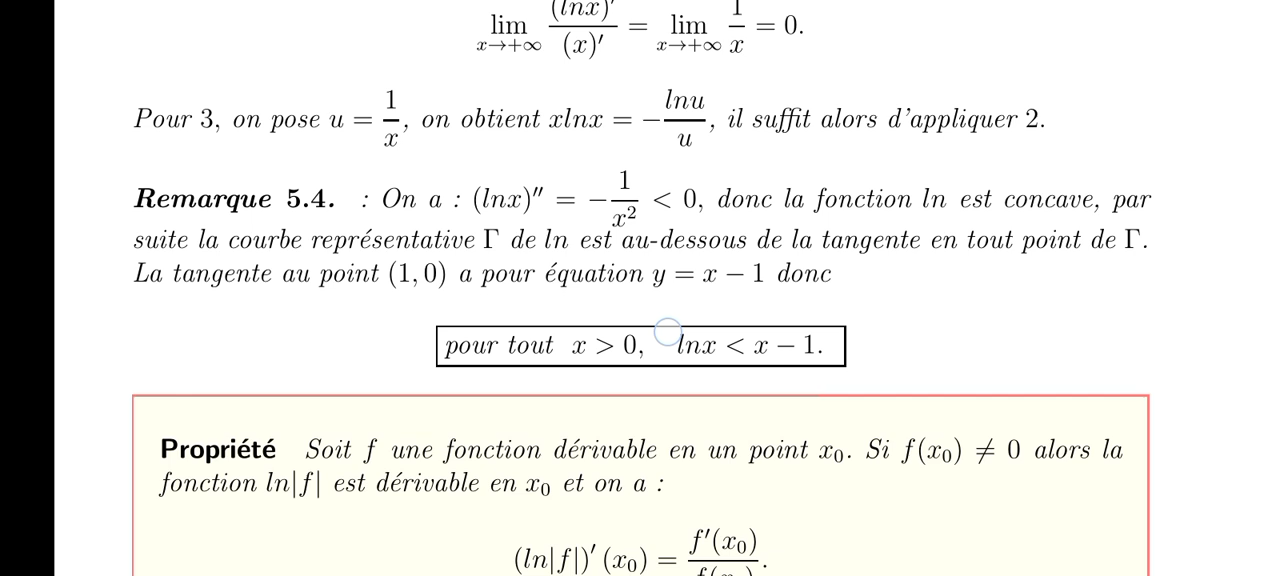 lim_{x→+∞} (lnx)′/(x)′ = lim_{x→+∞} 1/x = 0.
Pour 3, on pose u = 1/x, on obtient xlnx = −lnu/u, il suffit alors d'appliquer 2.
Remarque 5.4. : On a : (lnx)″ = −1/x² < 0, donc la fonction ln est concave, par
suite la courbe représentative Γ de ln est au-dessous de la tangente en tout point de Γ.
La tangente au point (1, 0) a pour équation y = x − 1 donc
pour tout x > 0, lnx < x − 1.
Propriété Soit f une fonction dérivable en un point x₀. Si f(x₀) ≠ 0 alors la
fonction ln|f| est dérivable en x₀ et on a :
(ln|f|)′ (x₀) = f′(x₀)/f(x₀).